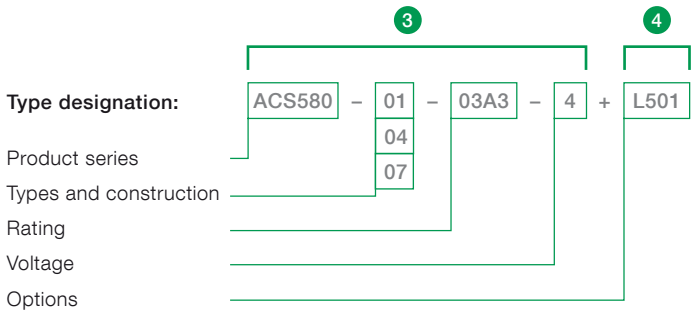 3 4
Type designation: ACS580 – 01 – 03A3 – 4 + L501
04
Product series
07
Types and construction
Rating
Voltage
Options